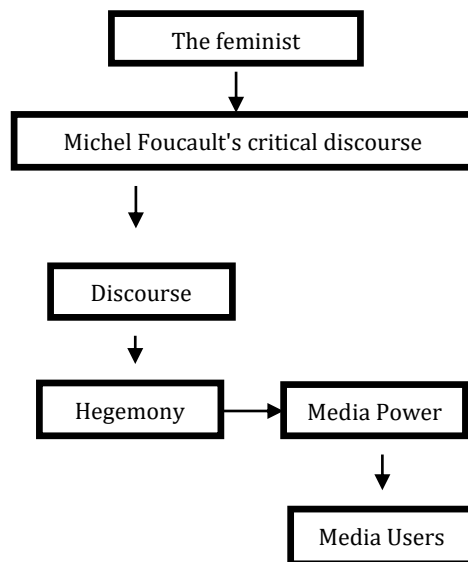 The feminist
Michel Foucault's critical discourse
Discourse
Hegemony
Media Power
Media Users